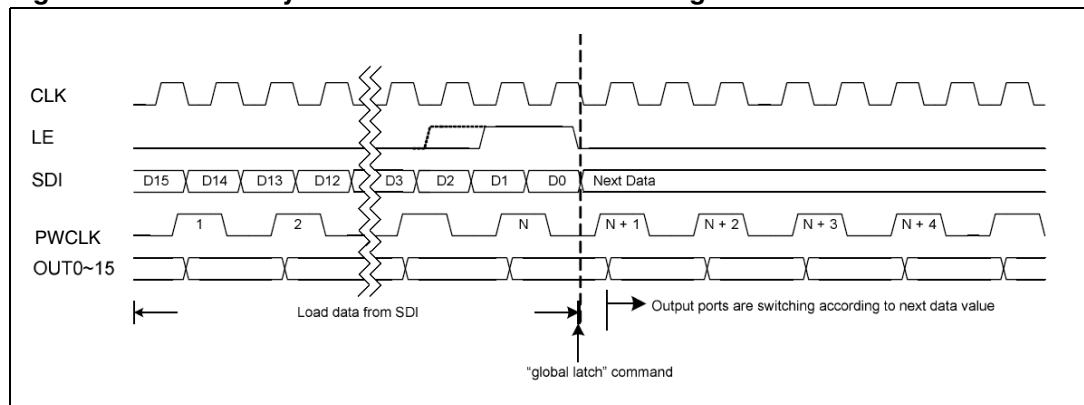 CLK
LE
SDI D15 D14 D13 D12 D3 D2 D1 D0 Next Data
PWCLK 1 2 N N + 1 N + 2 N + 3 N + 4
OUT0~15
Load data from SDI
Output ports are switching according to next data value
"global latch" command